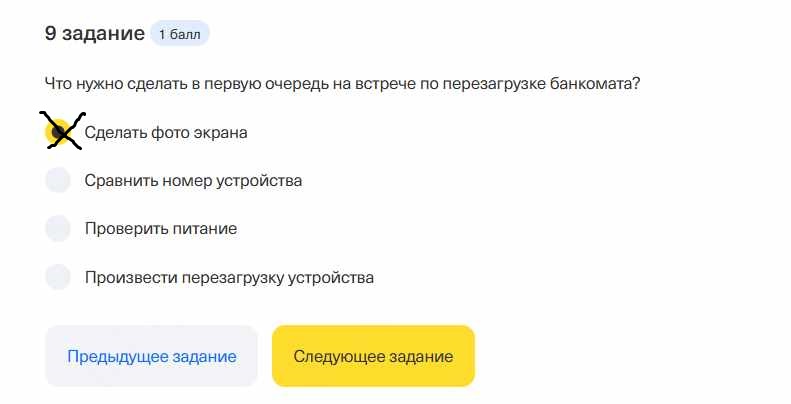 9 задание 1 балл
Что нужно сделать в первую очередь на встрече по перезагрузке банкомата?
Сделать фото экрана
Сравнить номер устройства
Проверить питание
Произвести перезагрузку устройства
Предыдущее задание Следующее задание